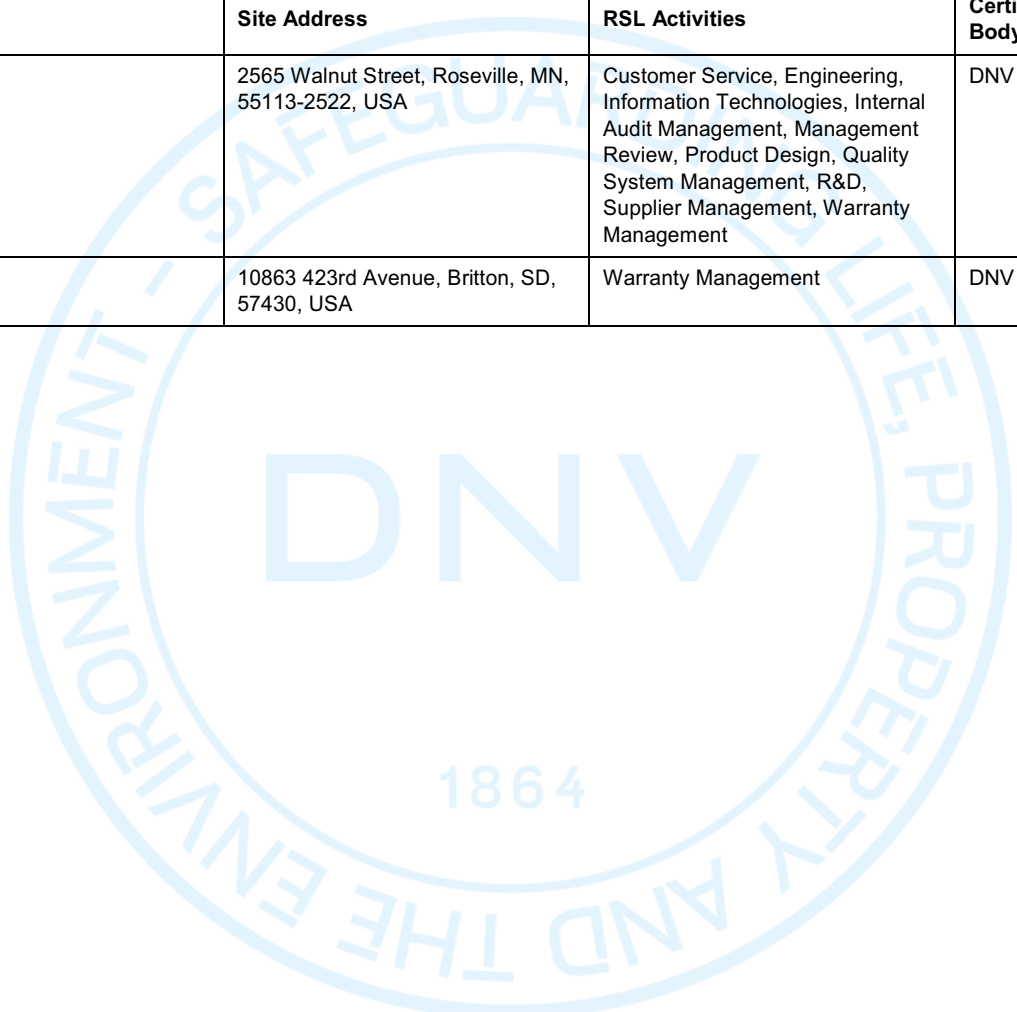 Site Address
RSL Activities
Certi
Body
2565 Walnut Street, Roseville, MN,
55113-2522, USA
Customer Service, Engineering,
Information Technologies, Internal
Audit Management, Management
Review, Product Design, Quality
System Management, R&D,
Supplier Management, Warranty
Management
DNV
10863 423rd Avenue, Britton, SD,
57430, USA
Warranty Management
DNV
SAFEGUARDING LIFE, PROPERTY AND THE ENVIRONMENT –
DNV
1864